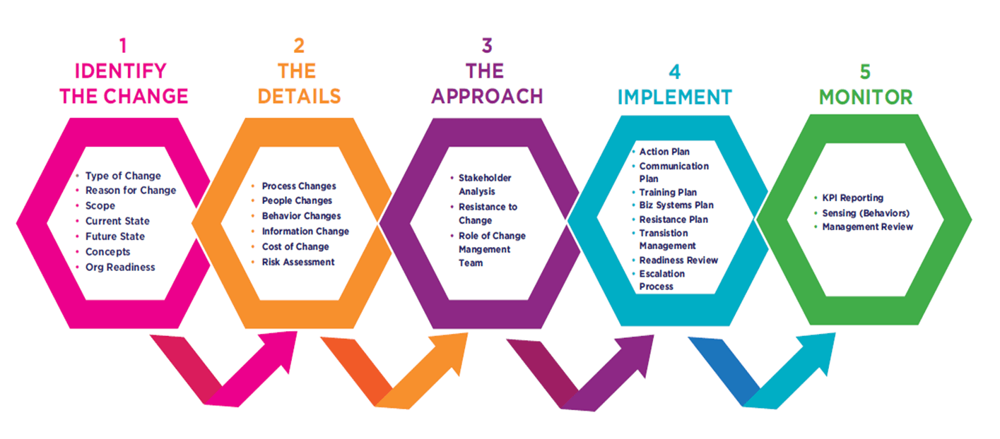 1
IDENTIFY
THE CHANGE
• Type of Change
• Reason for Change
• Scope
• Current State
• Future State
• Concepts
• Org Readiness
2
THE
DETAILS
• Process Changes
• People Changes
• Behavior Changes
• Information Change
• Cost of Change
• Risk Assessment
3
THE
APPROACH
• Stakeholder
Analysis
• Resistance to
Change
• Role of Change
Mangement
Team
4
IMPLEMENT
• Action Plan
• Communication
Plan
• Training Plan
• Biz Systems Plan
• Resistance Plan
• Transistion
Management
• Readiness Review
• Escalation
Process
5
MONITOR
• KPI Reporting
• Sensing (Behaviors)
• Management Review